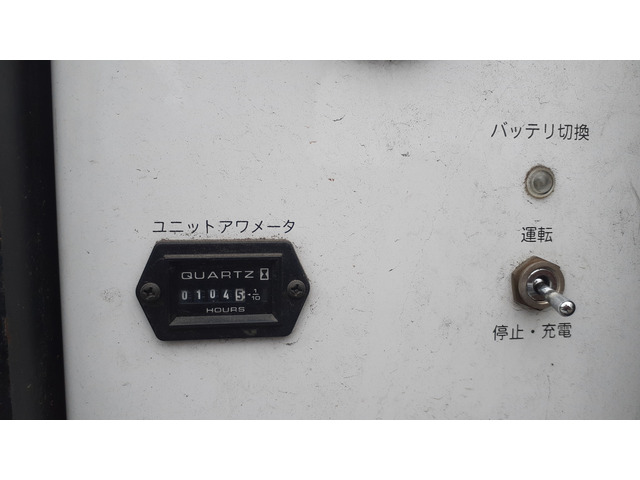 バッテリ切換
ユニットアワメータ
運転
QUARTZ
01045 1/10
HOURS
停止・充電